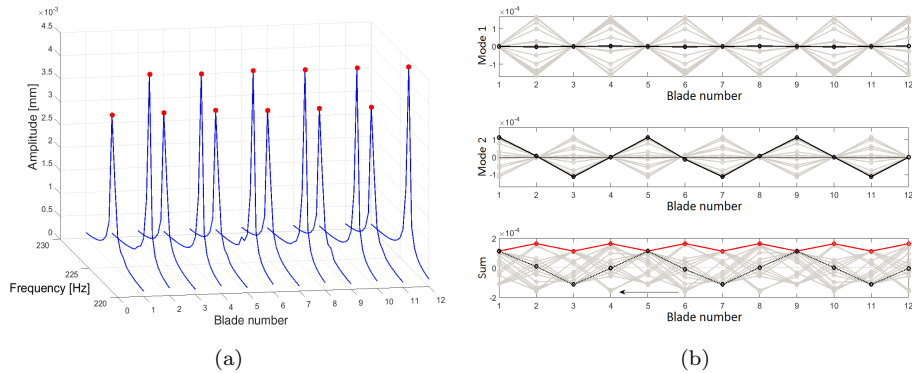 ×10⁻³
4.5
4
3.5
3
2.5
2
1.5
1
0.5
0
Amplitude [mm]
230
225
220
Frequency [Hz]
0 1 2 3 4 5 6 7 8 9 10 11 12
Blade number
(a)
×10⁻⁴
1
0
-1
Mode 1
1 2 3 4 5 6 7 8 9 10 11 12
Blade number
×10⁻⁴
1
0
-1
Mode 2
1 2 3 4 5 6 7 8 9 10 11 12
Blade number
×10⁻⁴
2
0
-2
Sum
1 2 3 4 5 6 7 8 9 10 11 12
Blade number
(b)